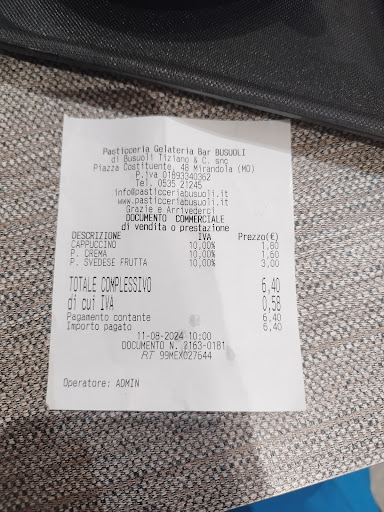 Pasticceria Gelateria Bar BUSUOLI
di Busuoli Tiziano & C. snc
Piazza Costituente, 46 Mirandola (MO)
P.iva 01893340362
Tel. 0535 21245
info@pasticceriabusuoli.it
www.pasticceriabusuoli.it
Grazie e Arrivederci
DOCUMENTO COMMERCIALE
di vendita o prestazione
DESCRIZIONE IVA Prezzo(€)
CAPPUCCINO 10,00% 1,80
P. CREMA 10,00% 1,60
P. SVEDESE FRUTTA 10,00% 3,00
TOTALE COMPLESSIVO 6,40
di cui IVA 0,58
Pagamento contante 6,40
Importo pagato 6,40
11-08-2024 10:00
DOCUMENTO N. 2163-0181
RT 99MEX027644
Operatore: ADMIN